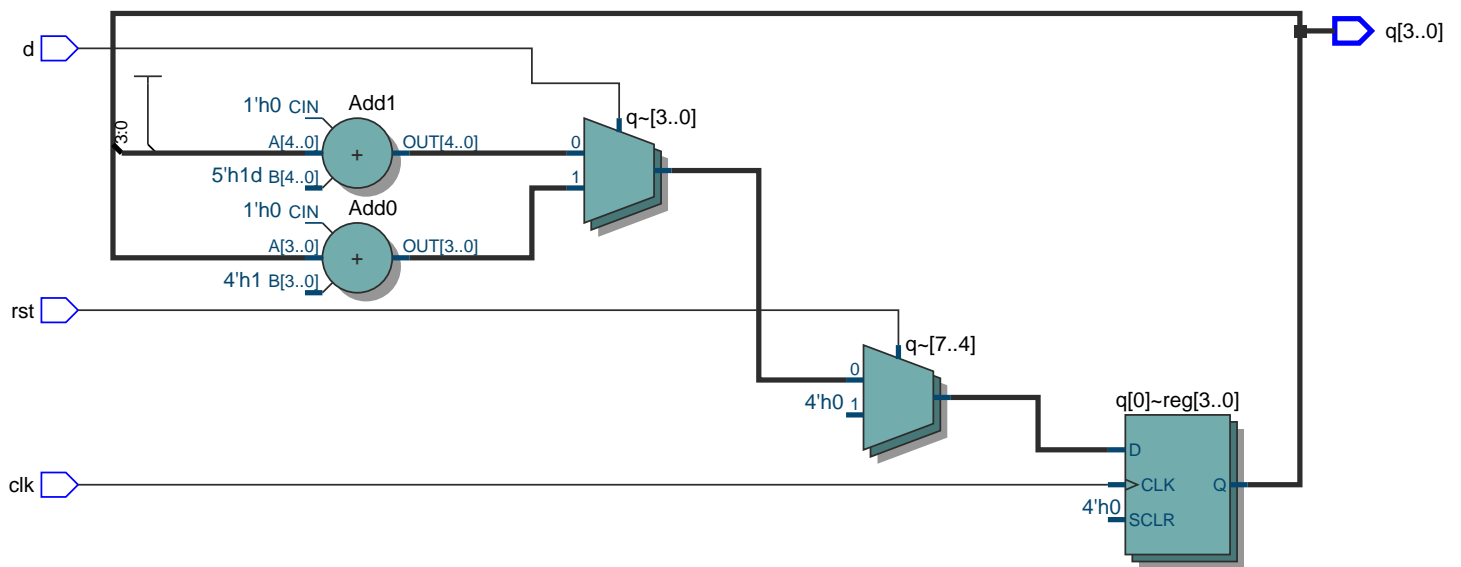 d
q[3..0]
3:0
1'h0 CIN
Add1
A[4..0]
+
OUT[4..0]
5'h1d B[4..0]
q~[3..0]
0
1
1'h0 CIN
Add0
A[3..0]
+
OUT[3..0]
4'h1 B[3..0]
rst
q~[7..4]
0
4'h0 1
q[0]~reg[3..0]
D
clk
CLK
Q
4'h0
SCLR